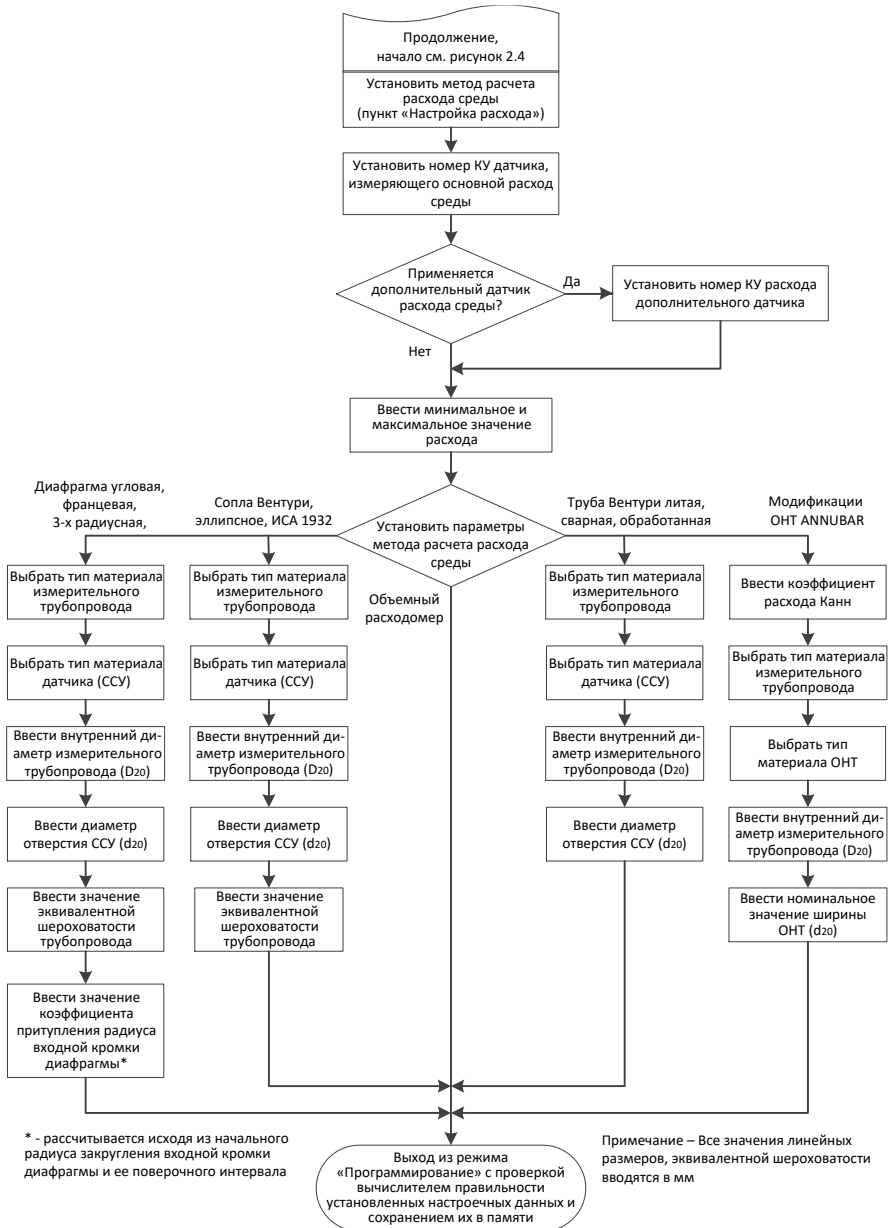 Продолжение,
начало см. рисунок 2.4
Установить метод расчета
расхода среды
(пункт «Настройка расхода»)
Установить номер КУ датчика,
измеряющего основной расход
среды
Применяется
дополнительный датчик
расхода среды?
Да
Установить номер КУ расхода
дополнительного датчика
Нет
Ввести минимальное и
максимальное значение
расхода
Установить параметры
метода расчета расхода
среды
Диафрагма угловая,
францевая,
3-х радиусная,
Выбрать тип материала
измерительного
трубопровода
Выбрать тип материала
датчика (ССУ)
Ввести внутренний ди-
аметр измерительного
трубопровода (D20)
Ввести диаметр
отверстия ССУ (d20)
Ввести значение
эквивалентной
шероховатости
трубопровода
Ввести значение
коэффициента
притупления радиуса
входной кромки
диафрагмы*
Сопла Вентури,
эллипсное, ИСА 1932
Выбрать тип материала
измерительного
трубопровода
Выбрать тип материала
датчика (ССУ)
Ввести внутренний ди-
аметр измерительного
трубопровода (D20)
Ввести диаметр
отверстия ССУ (d20)
Ввести значение
эквивалентной
шероховатости
трубопровода
Объемный
расходомер
Труба Вентури литая,
сварная, обработанная
Выбрать тип материала
измерительного
трубопровода
Выбрать тип материала
датчика (ССУ)
Ввести внутренний ди-
аметр измерительного
трубопровода (D20)
Ввести диаметр
отверстия ССУ (d20)
Модификации
ОНТ ANNUBAR
Ввести коэффициент
расхода Канн
Выбрать тип материала
измерительного
трубопровода
Выбрать тип
материала ОНТ
Ввести внутренний ди-
аметр измерительного
трубопровода (D20)
Ввести номинальное
значение ширины
ОНТ (d20)
* - рассчитывается исходя из начального
радиуса закругления входной кромки
диафрагмы и ее поверочного интервала
Выход из режима
«Программирование» с проверкой
вычислителем правильности
установленных настроечных данных и
сохранением их в памяти
Примечание – Все значения линейных
размеров, эквивалентной шероховатости
вводятся в мм